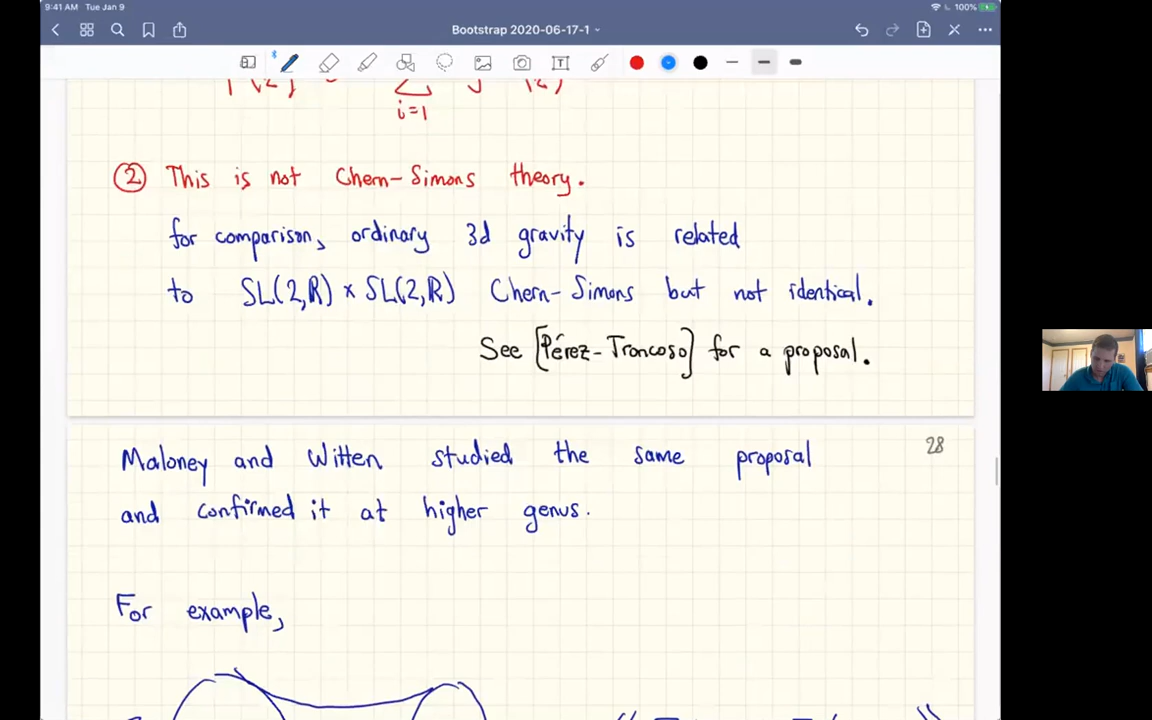 9:41 AM Tue Jan 9
100%
Bootstrap 2020-06-17-1
i=1
② This is not Chern-Simons theory.
for comparison, ordinary 3d gravity is related
to SL(2,R) × SL(2,R) Chern-Simons but not identical.
See [Pérez-Troncoso] for a proposal.
28
Maloney and Witten studied the same proposal
and confirmed it at higher genus.
For example,